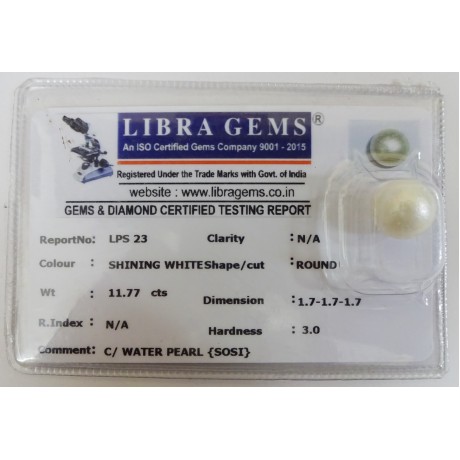 LIBRA GEMS ®
An ISO Certified Gems Company 9001 - 2015
Registered Under the Trade Marks with Govt. of India
website : www.libragems.co.in
GEMS & DIAMOND CERTIFIED TESTING REPORT
ReportNo: LPS 23 Clarity : N/A
Colour : SHINING WHITE Shape/cut : ROUND
Wt : 11.77 cts Dimension : 1.7-1.7-1.7
R.Index : N/A Hardness : 3.0
Comment: C/ WATER PEARL {SOSI}